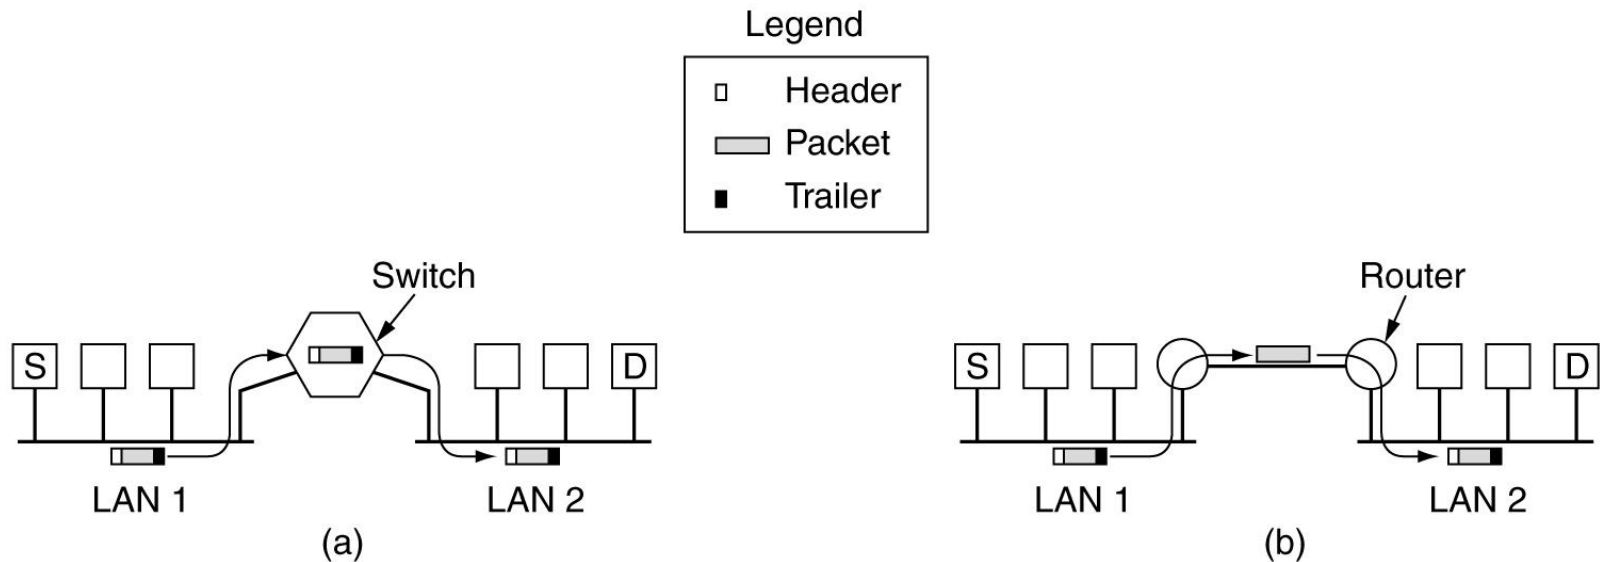 Legend
Header
Packet
Trailer
Switch
S
D
LAN 1
LAN 2
(a)
Router
S
D
LAN 1
LAN 2
(b)